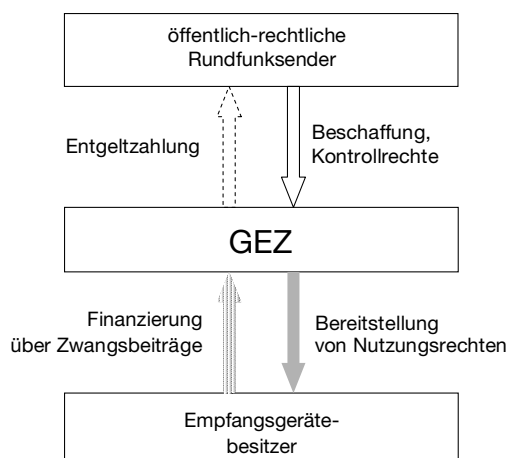 öffentlich-rechtliche
Rundfunksender
Entgeltzahlung
Beschaffung,
Kontrollrechte
GEZ
Finanzierung
über Zwangsbeiträge
Bereitstellung
von Nutzungsrechten
Empfangsgeräte-
besitzer